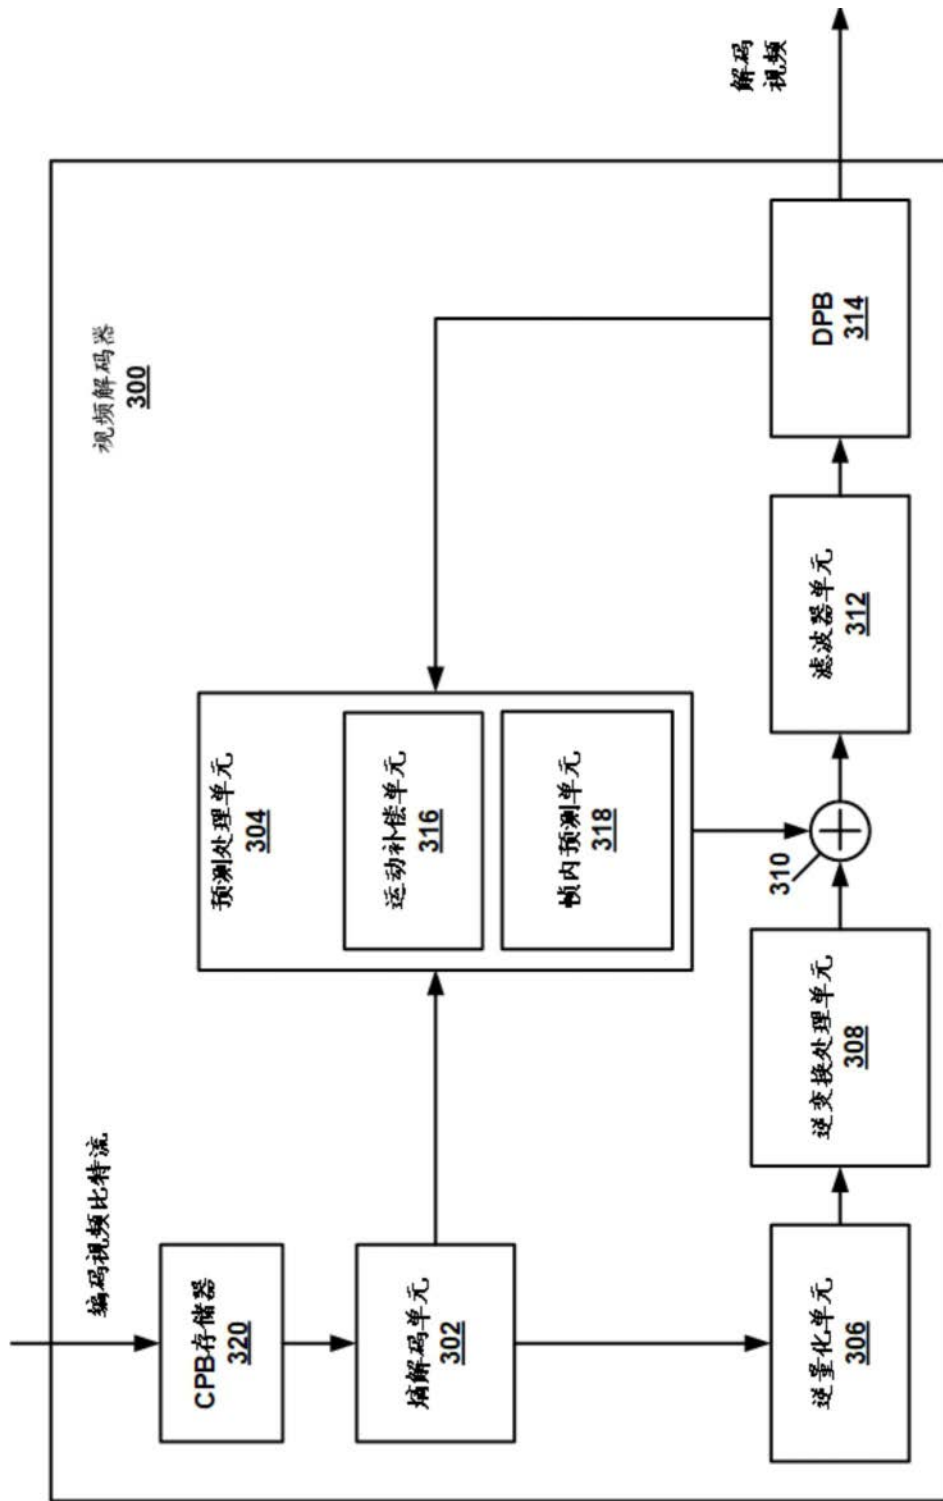 编码视频比特流
视频解码器
300
CPB存储器
320
熵解码单元
302
预测处理单元
304
运动补偿单元
316
帧内预测单元
318
逆量化单元
306
逆变换处理单元
308
310
滤波器单元
312
DPB
314
解码
视频